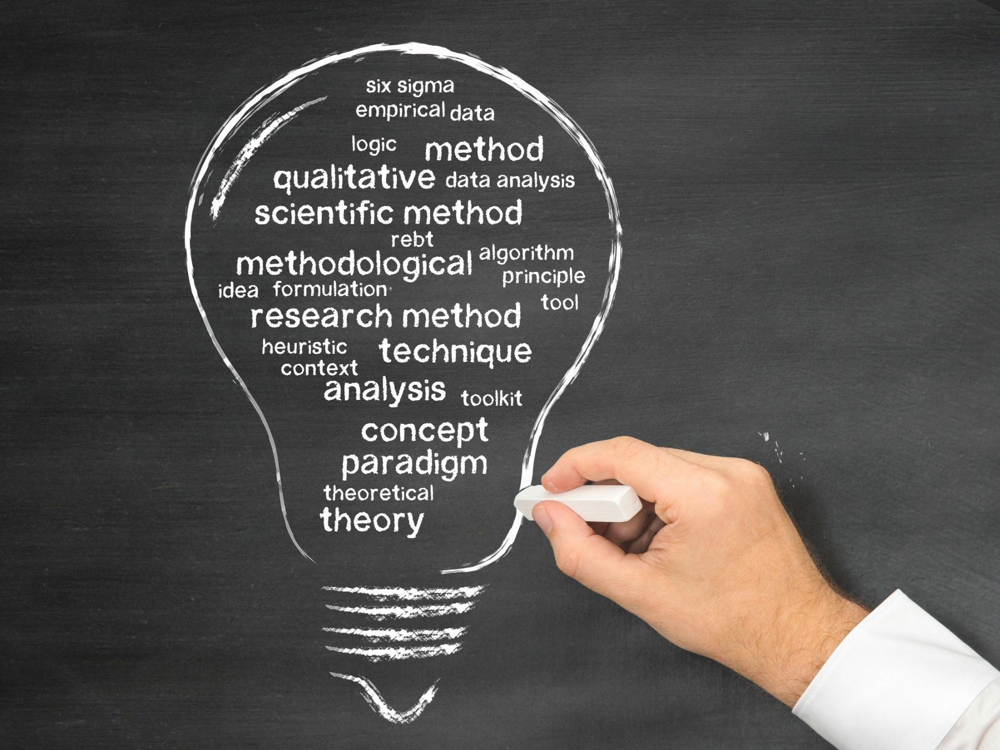 six sigma
empirical data
logic method
qualitative data analysis
scientific method
rebt
methodological algorithm
principle
idea formulation
tool
research method
heuristic technique
context
analysis toolkit
concept
paradigm
theoretical
theory